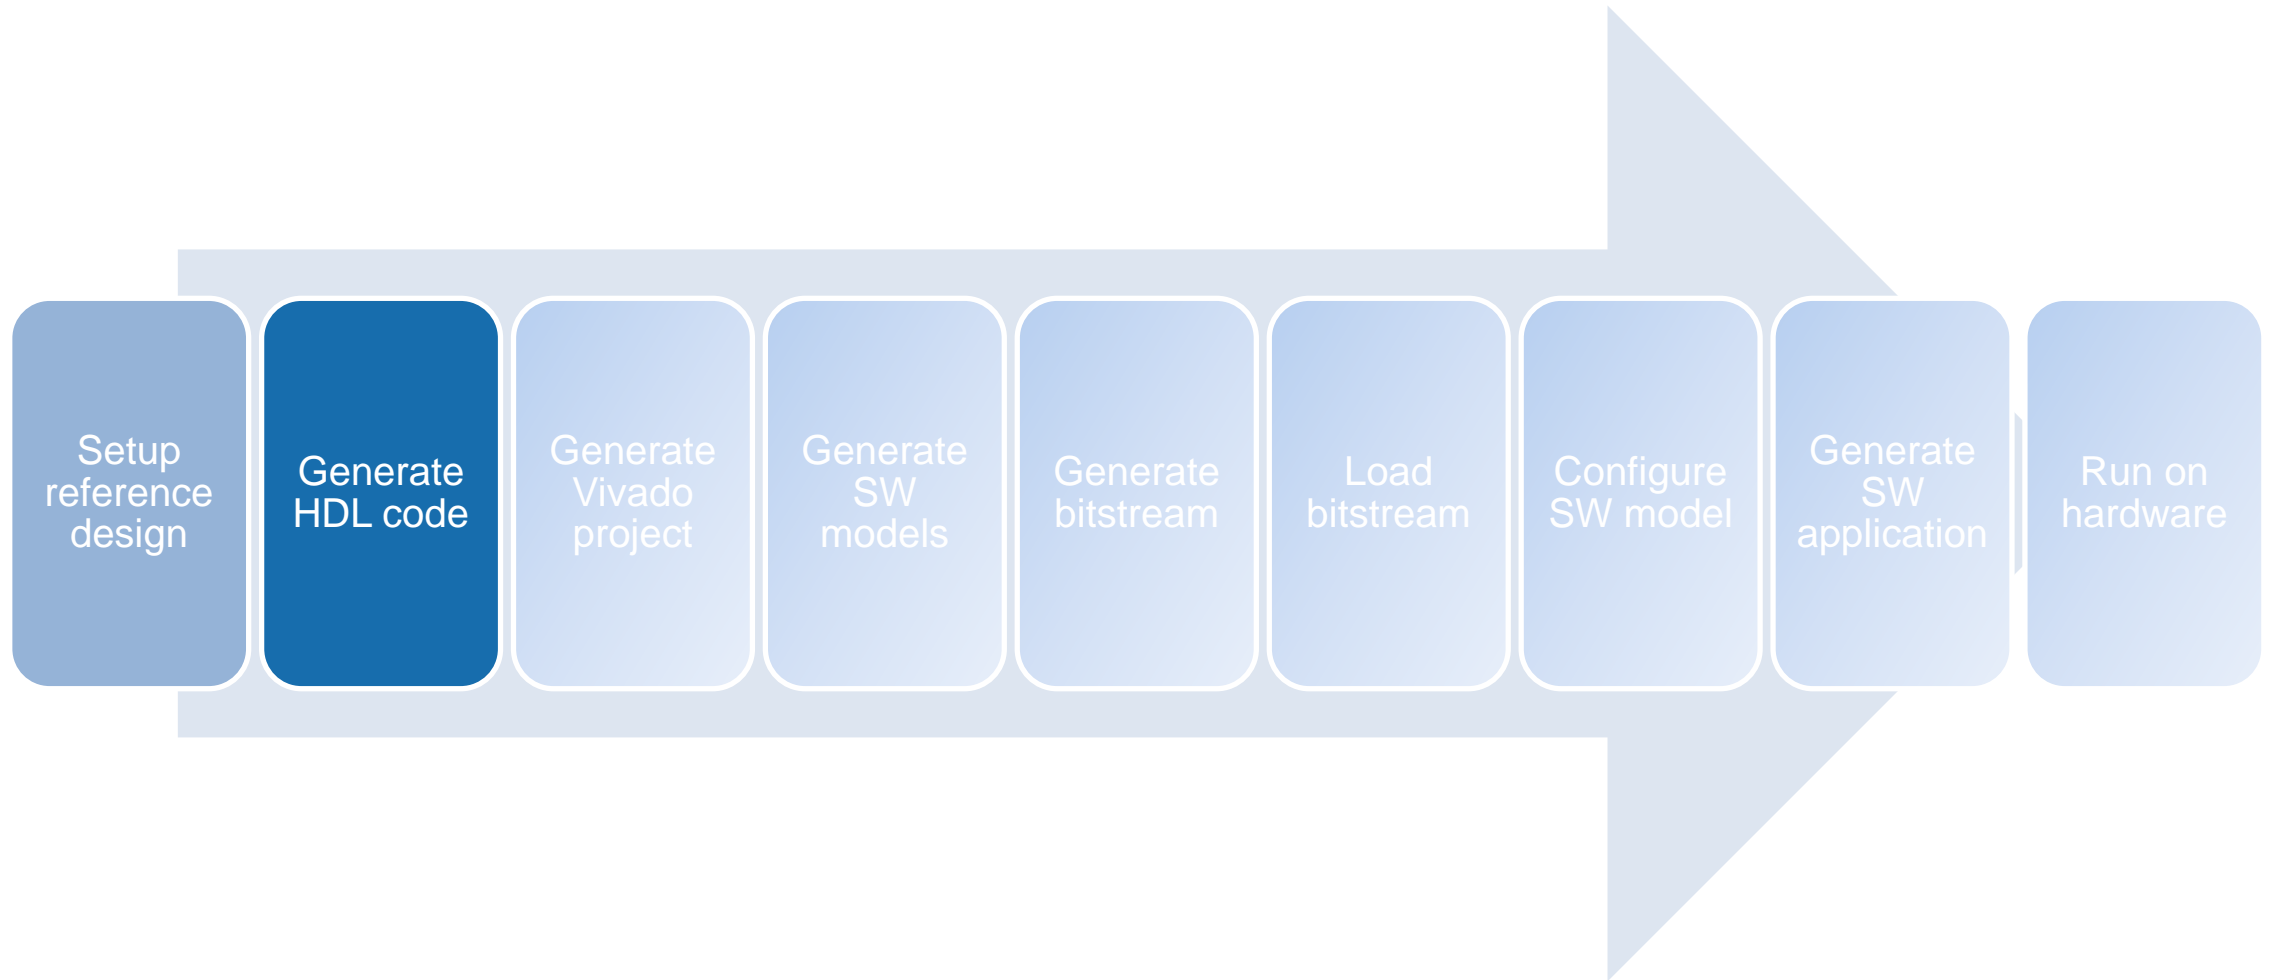 Setup
reference
design
Generate
HDL code
Generate
Vivado
project
Generate
SW
models
Generate
bitstream
Load
bitstream
Configure
SW model
Generate
SW
application
Run on
hardware